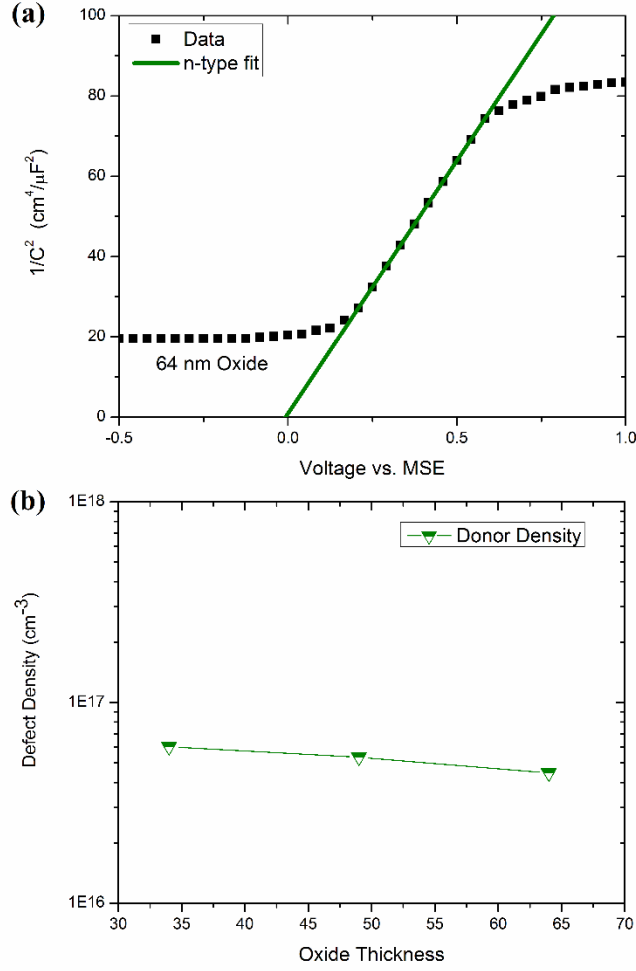 (a)
100
80
60
40
20
0
1/C² (cm⁴/µF²)
Data
n-type fit
64 nm Oxide
-0.5 0.0 0.5 1.0
Voltage vs. MSE
(b)
1E18
1E17
1E16
Defect Density (cm⁻³)
Donor Density
30 35 40 45 50 55 60 65 70
Oxide Thickness